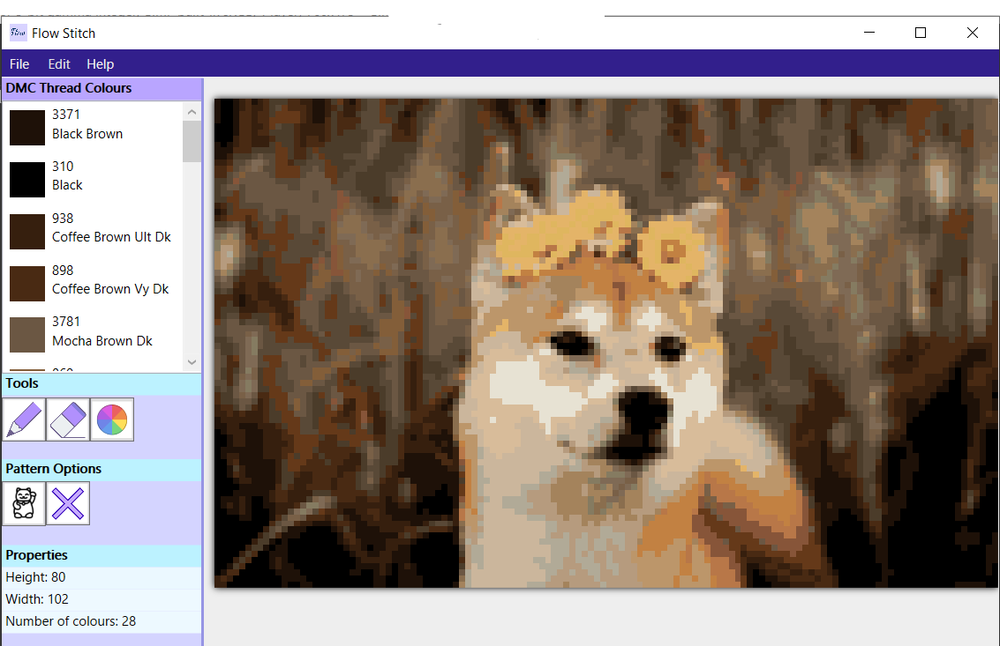 Flow Flow Stitch
File Edit Help
DMC Thread Colours
3371
Black Brown
310
Black
938
Coffee Brown Ult Dk
898
Coffee Brown Vy Dk
3781
Mocha Brown Dk
Tools
Pattern Options
Properties
Height: 80
Width: 102
Number of colours: 28